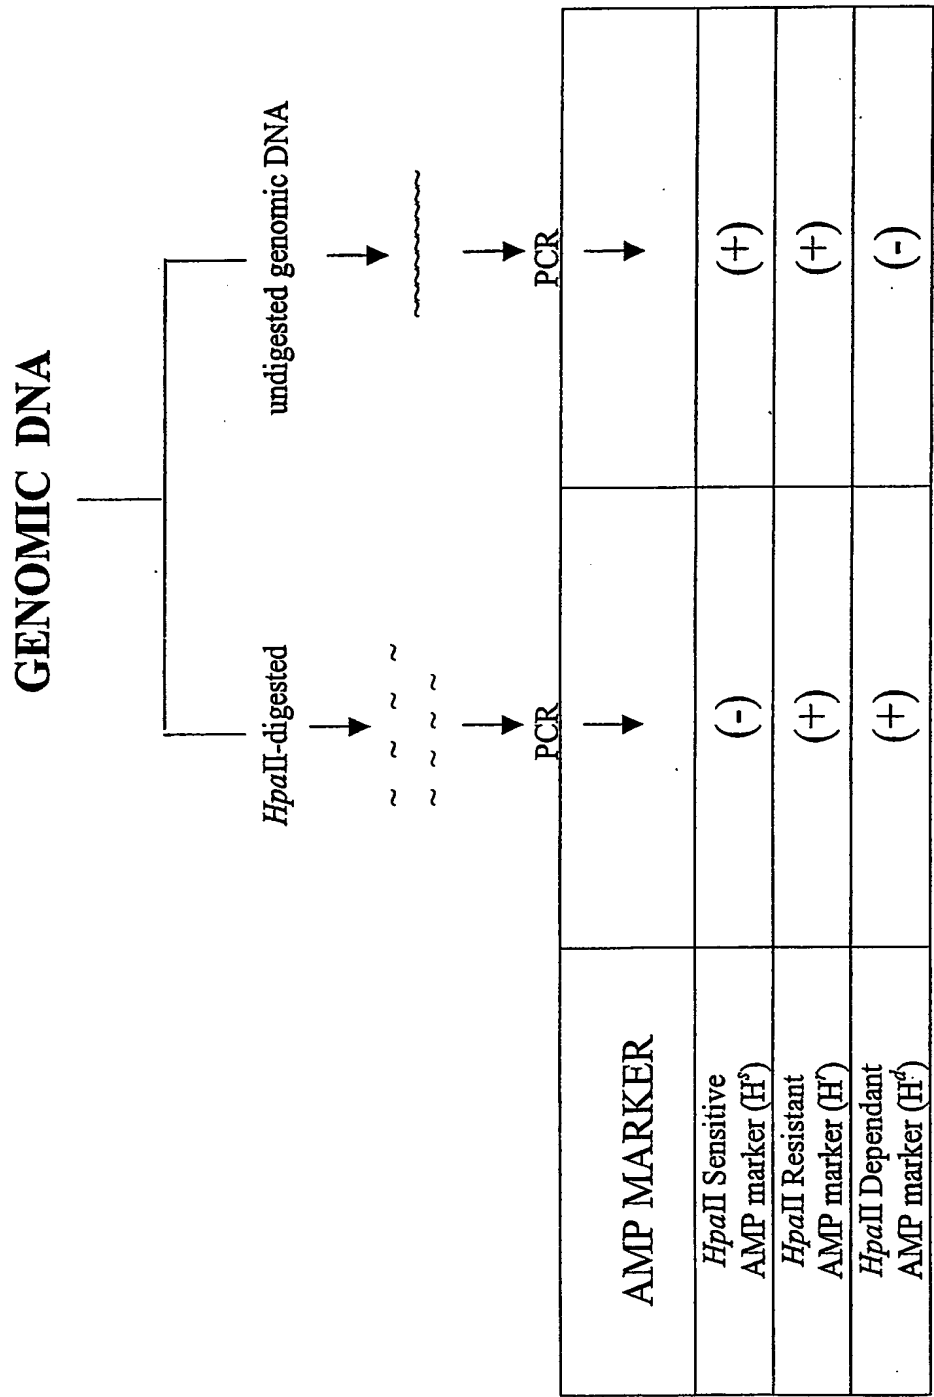 GENOMIC DNA
HpaII-digested
undigested genomic DNA
PCR
PCR
AMP MARKER
HpaII Sensitive
AMP marker (Hˢ)
(-)
(+)
HpaII Resistant
AMP marker (Hʳ)
(+)
(+)
HpaII Dependant
AMP marker (Hᵈ)
(+)
(-)